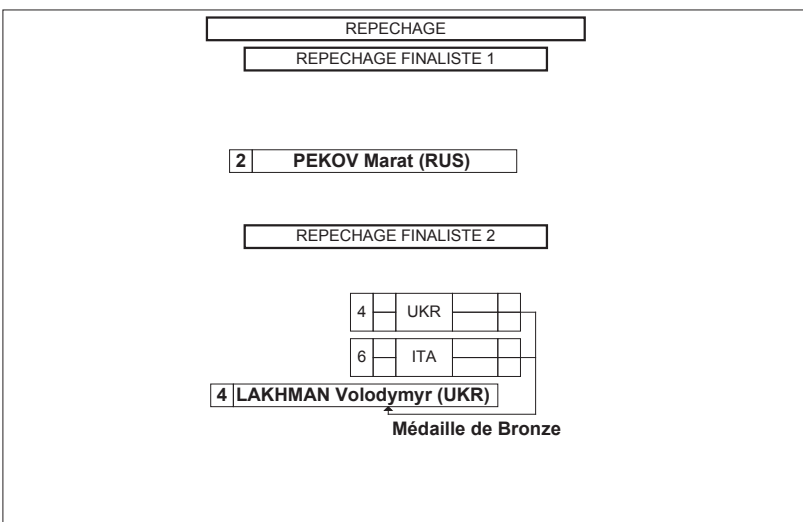 REPECHAGE
REPECHAGE FINALISTE 1
2 PEKOV Marat (RUS)
REPECHAGE FINALISTE 2
4 UKR
6 ITA
4 LAKHMAN Volodymyr (UKR)
Médaille de Bronze